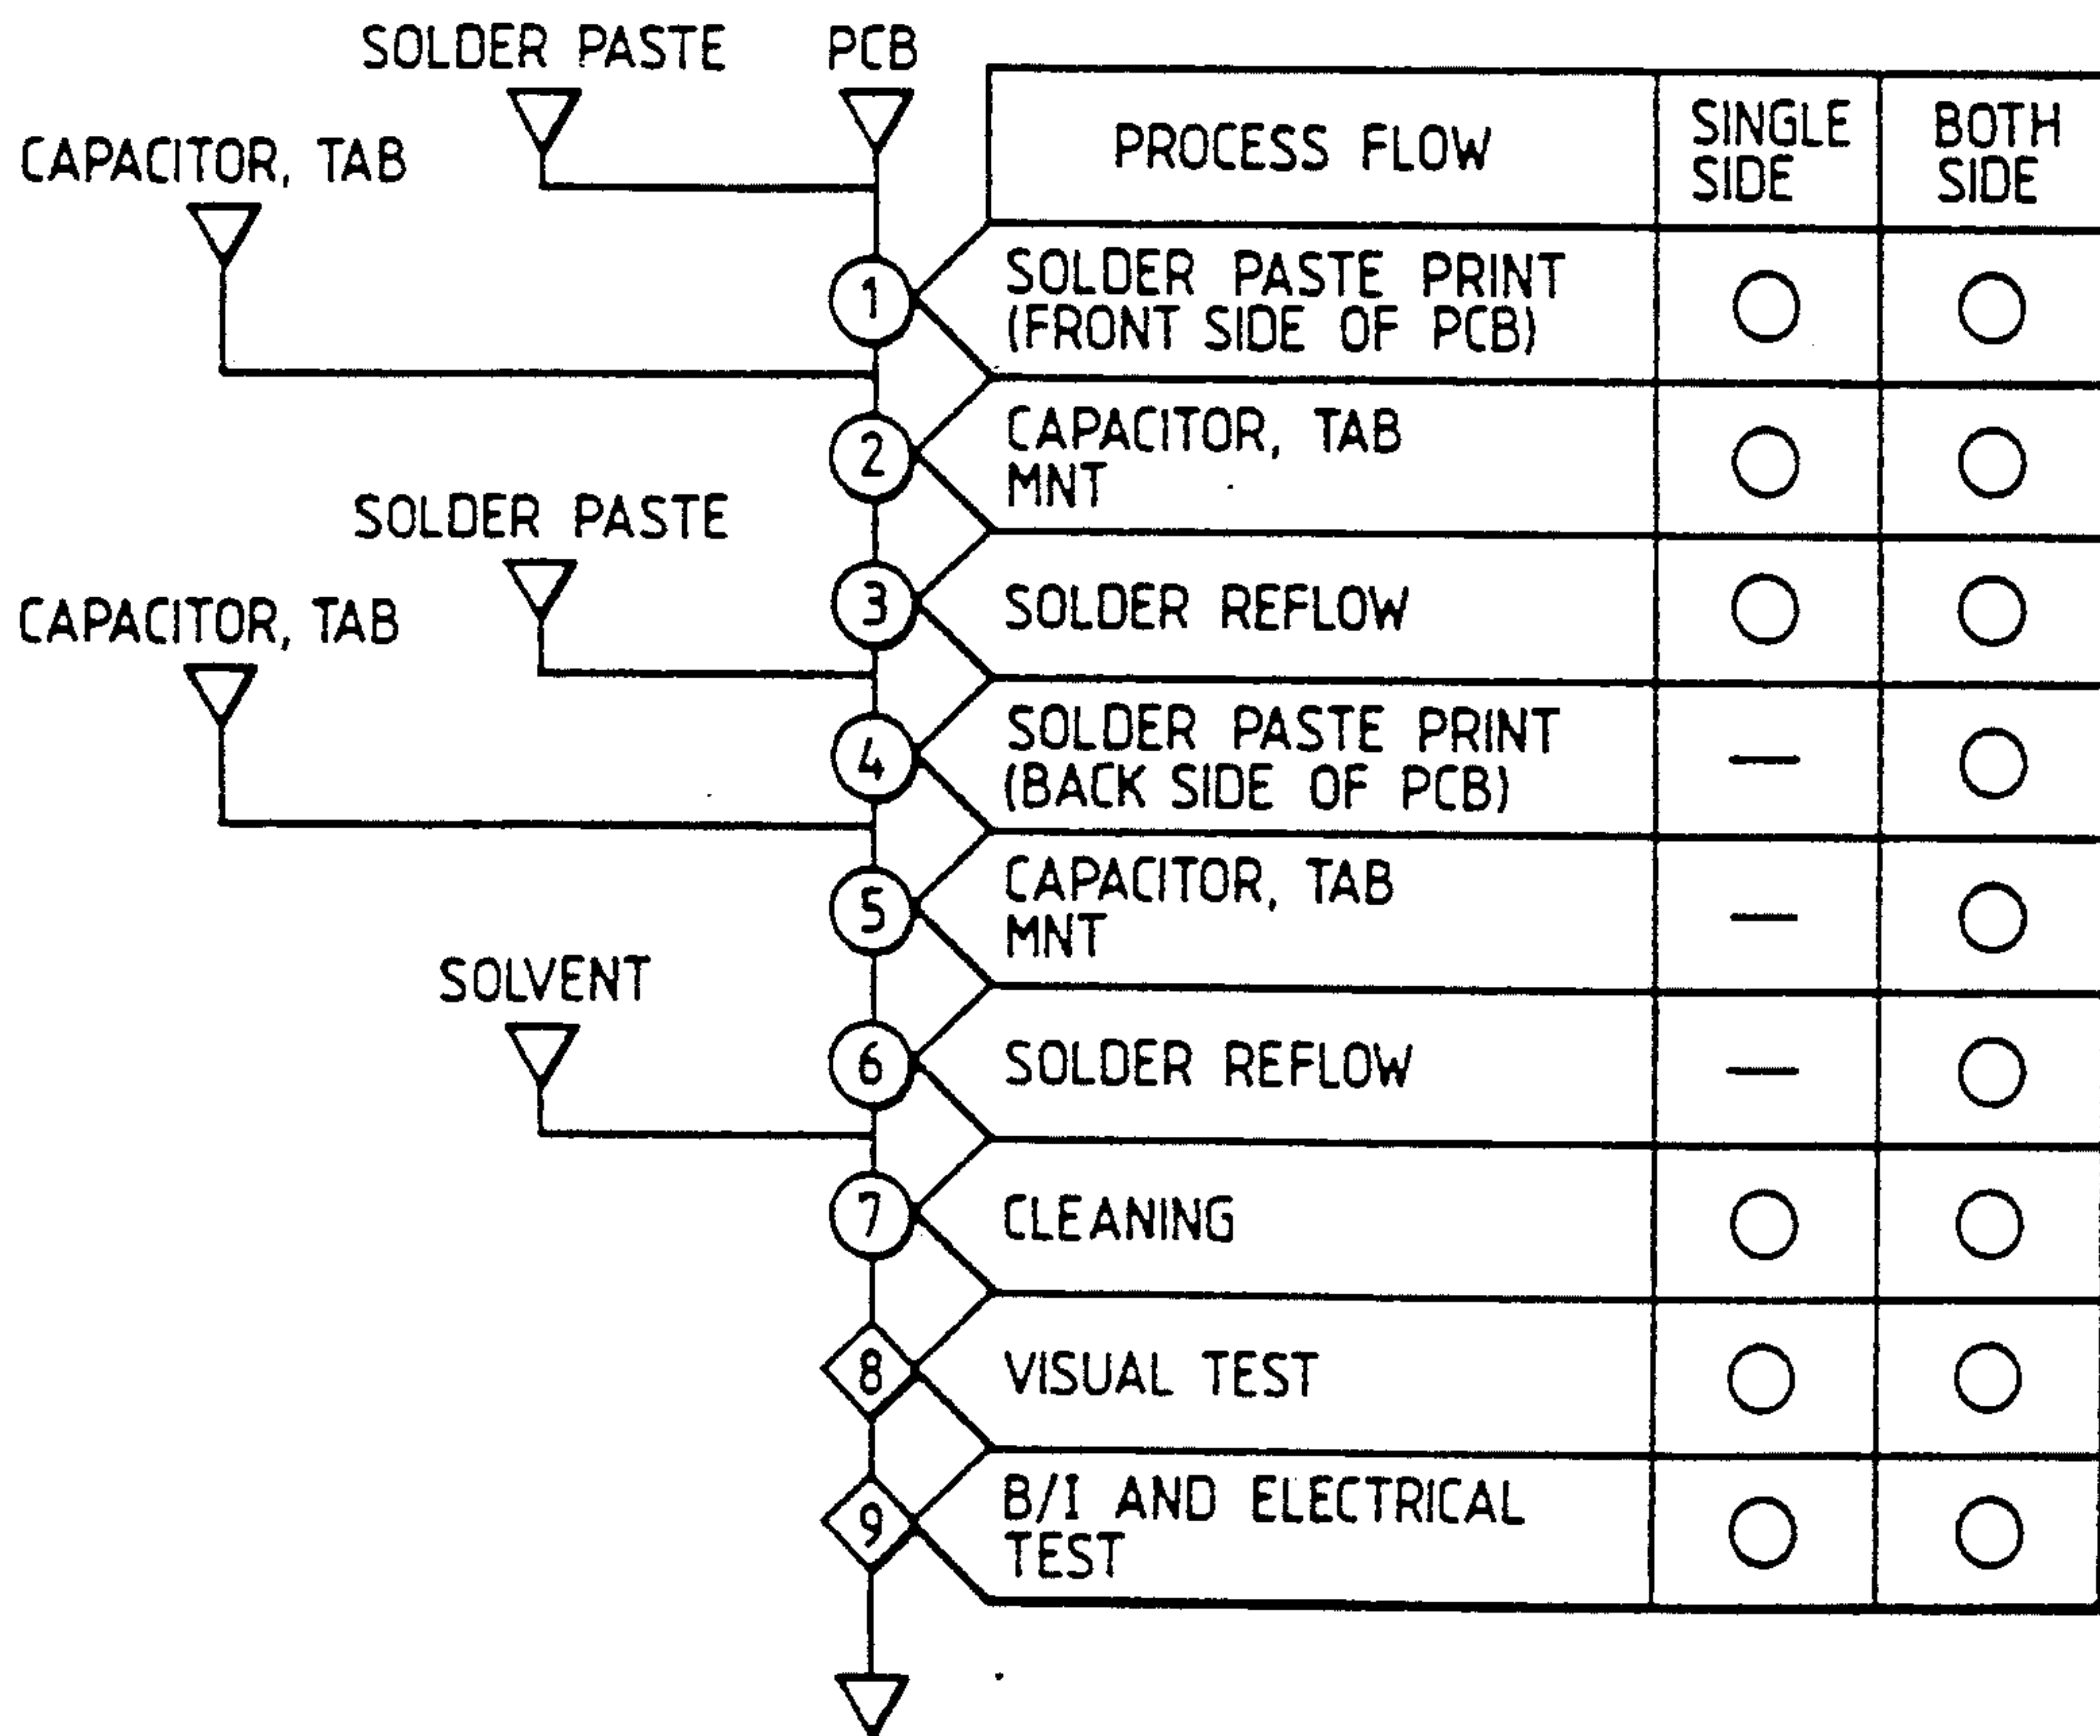 SOLDER PASTE
PCB
CAPACITOR, TAB
PROCESS FLOW
SINGLE
SIDE
BOTH
SIDE
1
SOLDER PASTE PRINT
(FRONT SIDE OF PCB)
2
CAPACITOR, TAB
MNT
SOLDER PASTE
3
SOLDER REFLOW
CAPACITOR, TAB
4
SOLDER PASTE PRINT
(BACK SIDE OF PCB)
5
CAPACITOR, TAB
MNT
SOLVENT
6
SOLDER REFLOW
7
CLEANING
8
VISUAL TEST
9
B/I AND ELECTRICAL
TEST